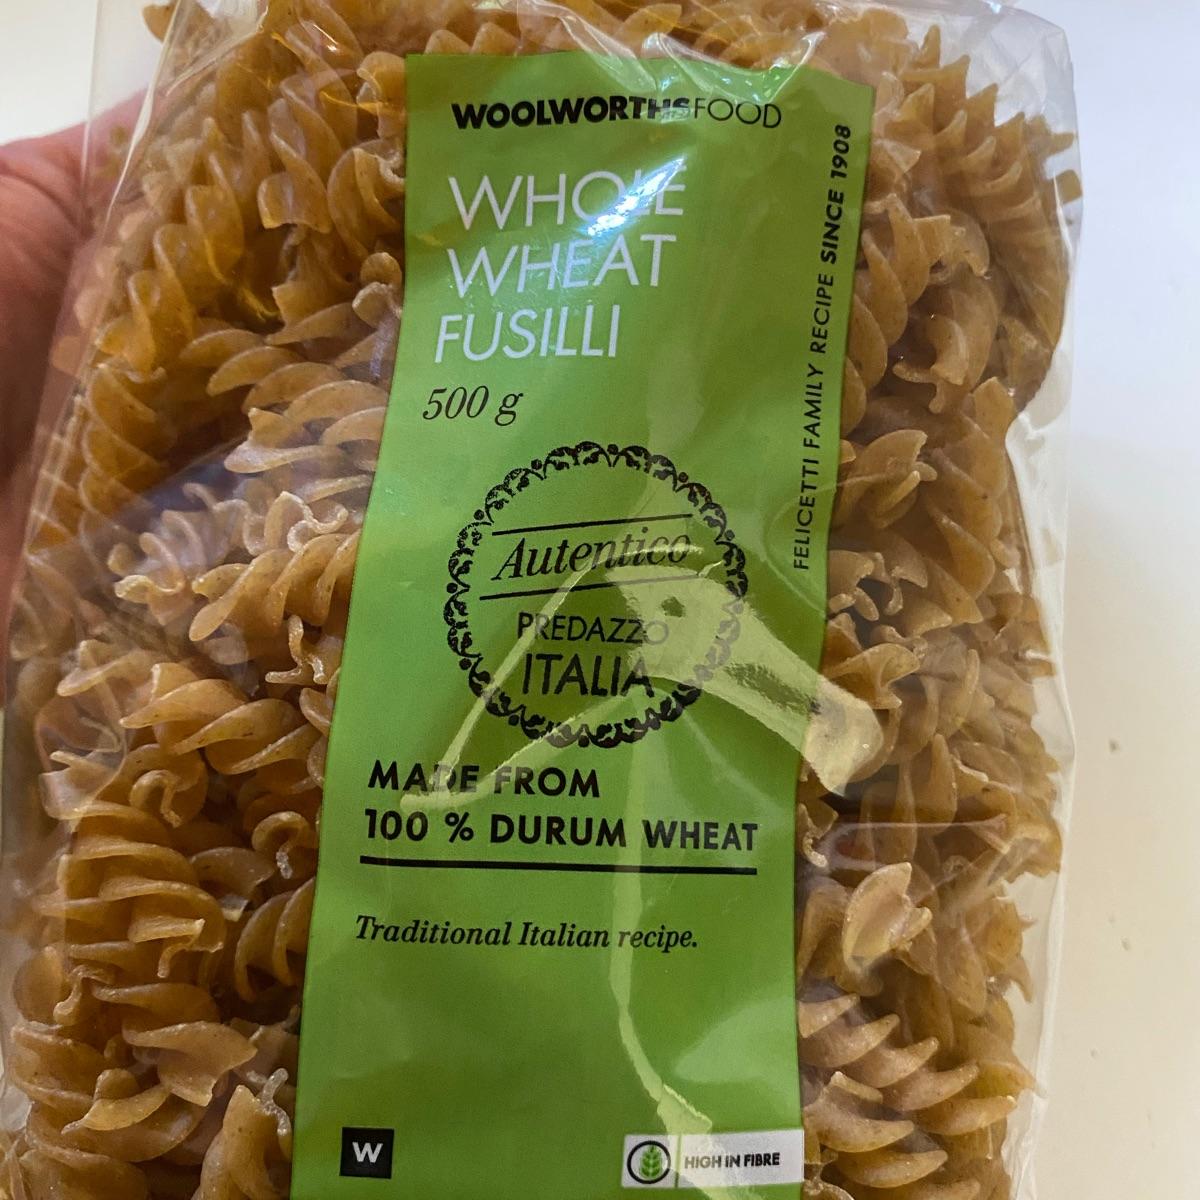 WOOLWORTHSFOOD
WHOLE
WHEAT
FUSILLI
500 g
FELICETTI FAMILY RECIPE SINCE 1908
Autentico
PREDAZZO
ITALIA
MADE FROM
100 % DURUM WHEAT
Traditional Italian recipe.
W
HIGH IN FIBRE